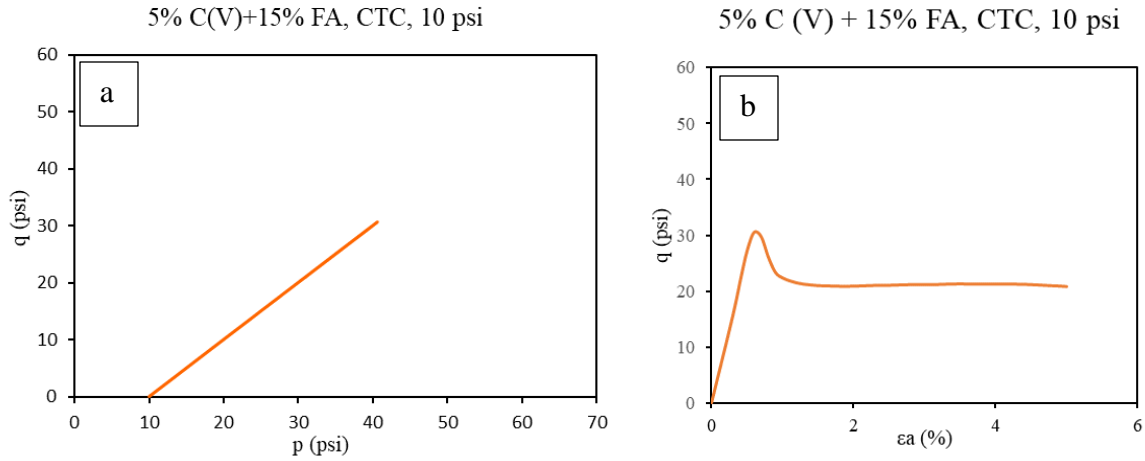 5% C(V)+15% FA, CTC, 10 psi
a
60
50
40
30
20
10
0
q (psi)
0 10 20 30 40 50 60 70
p (psi)
5% C (V) + 15% FA, CTC, 10 psi
b
60
50
40
30
20
10
0
q (psi)
0 2 4 6
εa (%)